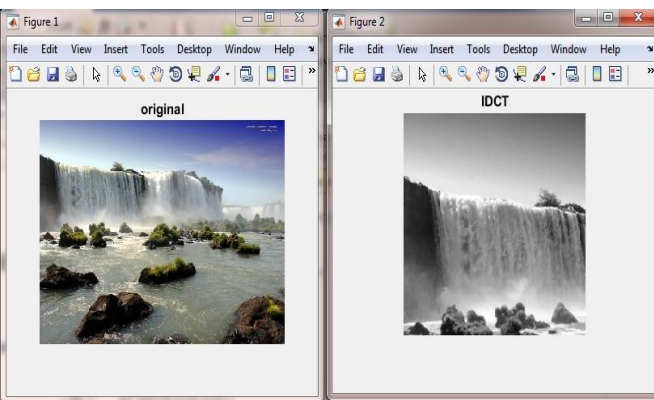 Figure 1
File Edit View Insert Tools Desktop Window Help
original
Figure 2
File Edit View Insert Tools Desktop Window Help
IDCT